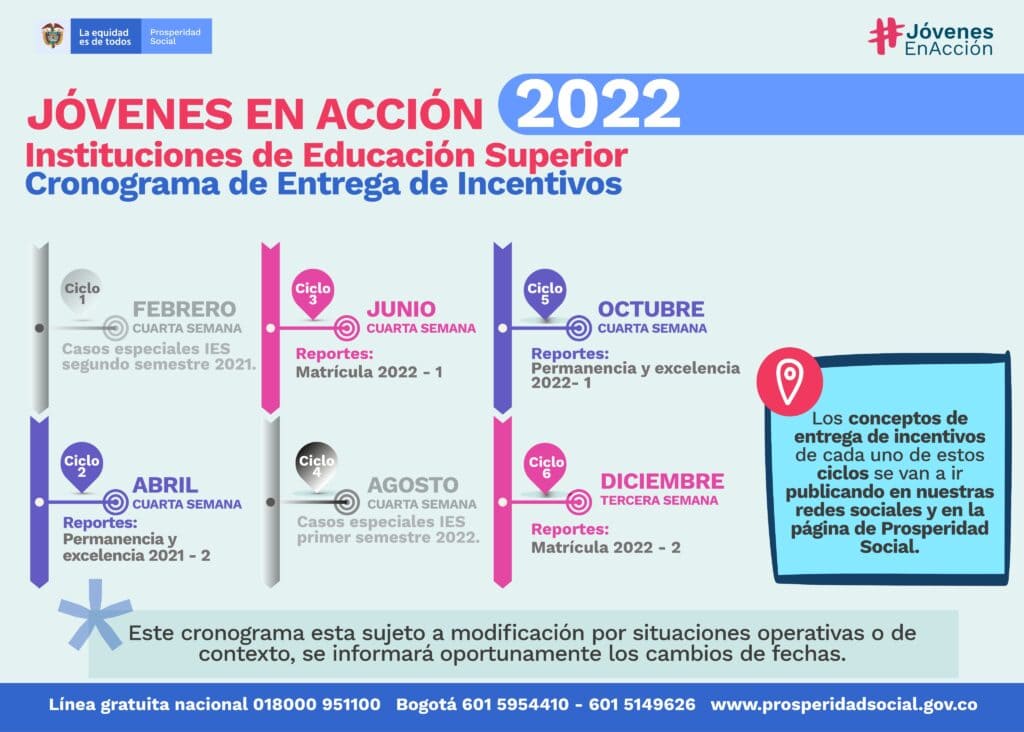 La equidad
es de todos
Prosperidad
Social
#Jóvenes
EnAcción
JÓVENES EN ACCIÓN 2022
Instituciones de Educación Superior
Cronograma de Entrega de Incentivos
Ciclo
1
FEBRERO
CUARTA SEMANA
Casos especiales IES
segundo semestre 2021.
Ciclo
2
ABRIL
CUARTA SEMANA
Reportes:
Permanencia y
excelencia 2021 - 2
Ciclo
3
JUNIO
CUARTA SEMANA
Reportes:
Matrícula 2022 - 1
Ciclo
4
AGOSTO
CUARTA SEMANA
Casos especiales IES
primer semestre 2022.
Ciclo
5
OCTUBRE
CUARTA SEMANA
Reportes:
Permanencia y excelencia
2022- 1
Ciclo
6
DICIEMBRE
TERCERA SEMANA
Reportes:
Matrícula 2022 - 2
Los conceptos de
entrega de incentivos
de cada uno de estos
ciclos se van a ir
publicando en nuestras
redes sociales y en la
página de Prosperidad
Social.
Este cronograma esta sujeto a modificación por situaciones operativas o de
contexto, se informará oportunamente los cambios de fechas.
Línea gratuita nacional 018000 951100 Bogotá 601 5954410 - 601 5149626 www.prosperidadsocial.gov.co